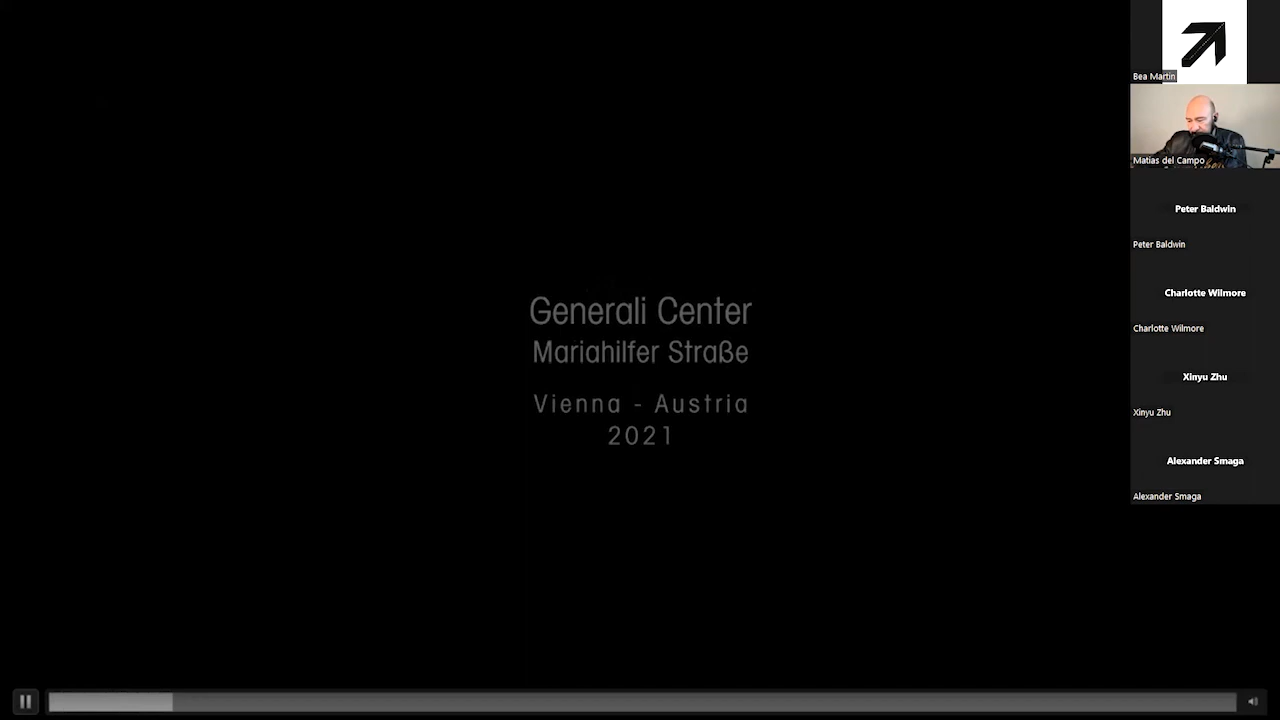 Generali Center
Mariahilfer Straße
Vienna - Austria
2021
Bea Martin
Matias del Campo
Peter Baldwin
Peter Baldwin
Charlotte Wilmore
Charlotte Wilmore
Xinyu Zhu
Xinyu Zhu
Alexander Smaga
Alexander Smaga